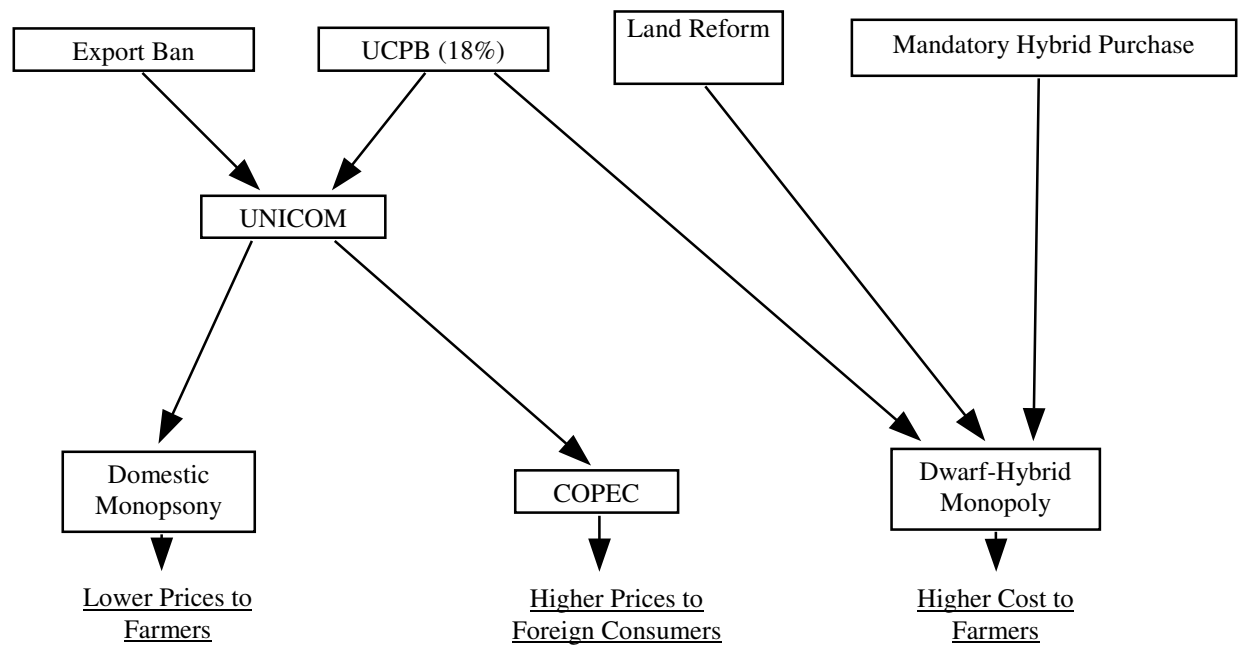 Export Ban
UCPB (18%)
Land Reform
Mandatory Hybrid Purchase
UNICOM
Domestic
Monopsony
COPEC
Dwarf-Hybrid
Monopoly
Lower Prices to
Farmers
Higher Prices to
Foreign Consumers
Higher Cost to
Farmers